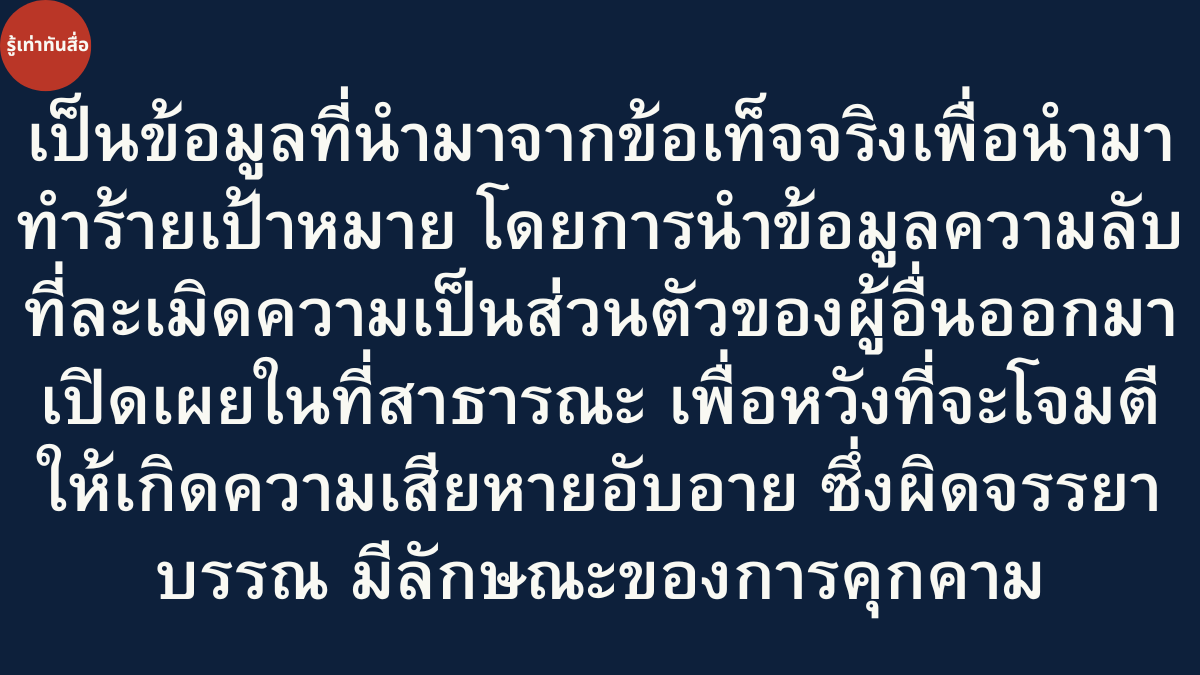 รู้เท่าทันสื่อ
เป็นข้อมูลที่นำมาจากข้อเท็จจริงเพื่อนำมา
ทำร้ายเป้าหมาย โดยการนำข้อมูลความลับ
ที่ละเมิดความเป็นส่วนตัวของผู้อื่นออกมา
เปิดเผยในที่สาธารณะ เพื่อหวังที่จะโจมตี
ให้เกิดความเสียหายอับอาย ซึ่งผิดจรรยา
บรรณ มีลักษณะของการคุกคาม